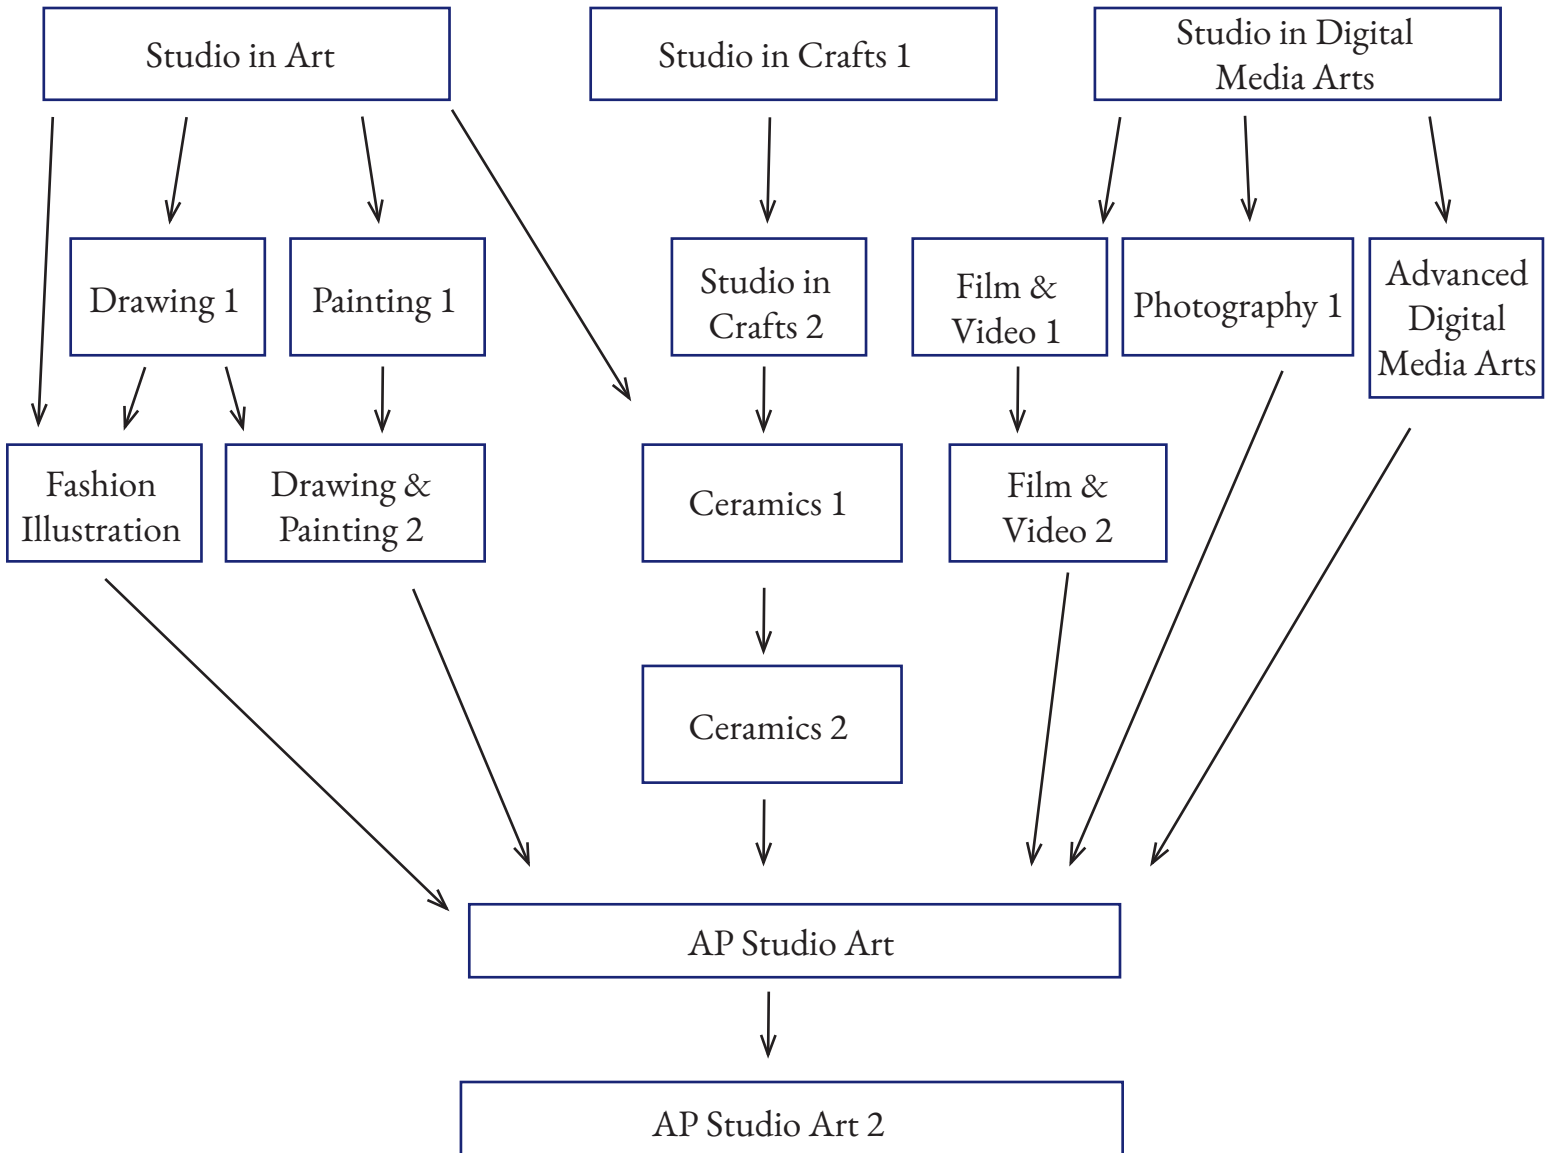 Studio in Art
Studio in Crafts 1
Studio in Digital
Media Arts
Drawing 1
Painting 1
Studio in
Crafts 2
Film &
Video 1
Photography 1
Advanced
Digital
Media Arts
Fashion
Illustration
Drawing &
Painting 2
Ceramics 1
Film &
Video 2
Ceramics 2
AP Studio Art
AP Studio Art 2